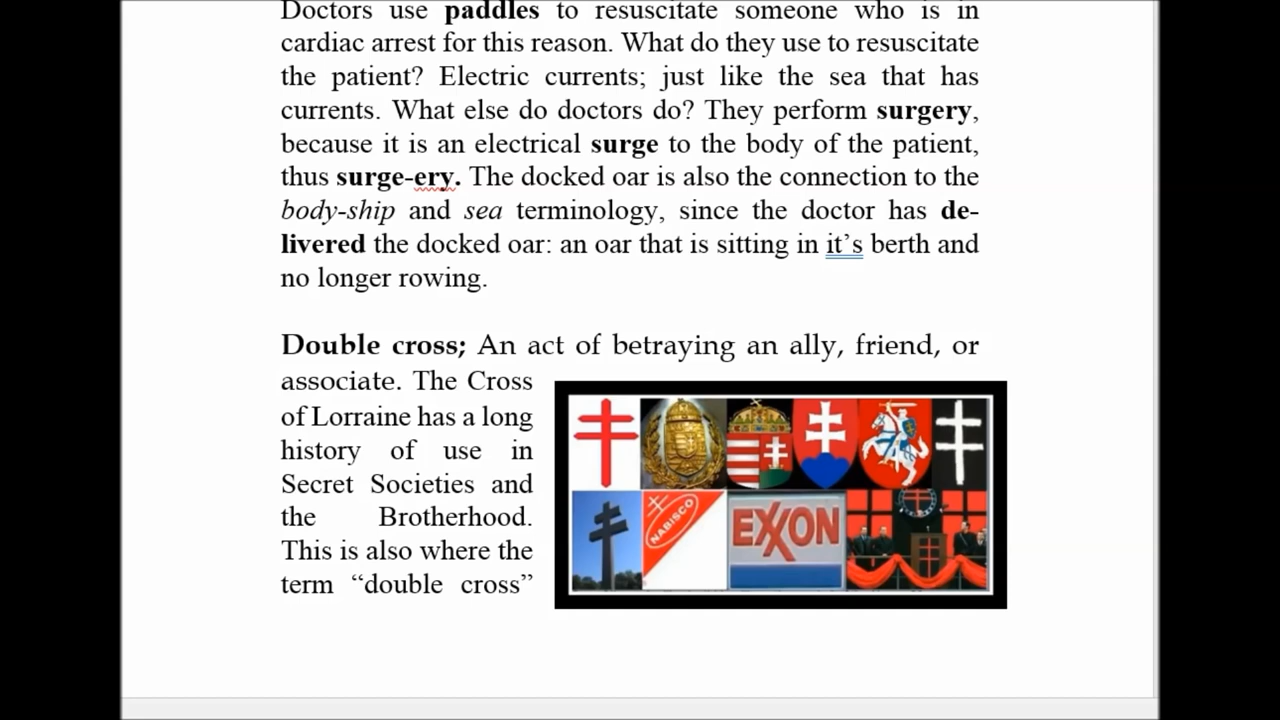 Doctors use paddles to resuscitate someone who is in
cardiac arrest for this reason. What do they use to resuscitate
the patient? Electric currents; just like the sea that has
currents. What else do doctors do? They perform surgery,
because it is an electrical surge to the body of the patient,
thus surge-ery. The docked oar is also the connection to the
body-ship and sea terminology, since the doctor has de-
livered the docked oar: an oar that is sitting in it’s berth and
no longer rowing.
Double cross; An act of betraying an ally, friend, or
associate. The Cross
of Lorraine has a long
history of use in
Secret Societies and
the Brotherhood.
This is also where the
term “double cross”
NABISCO
EXXON